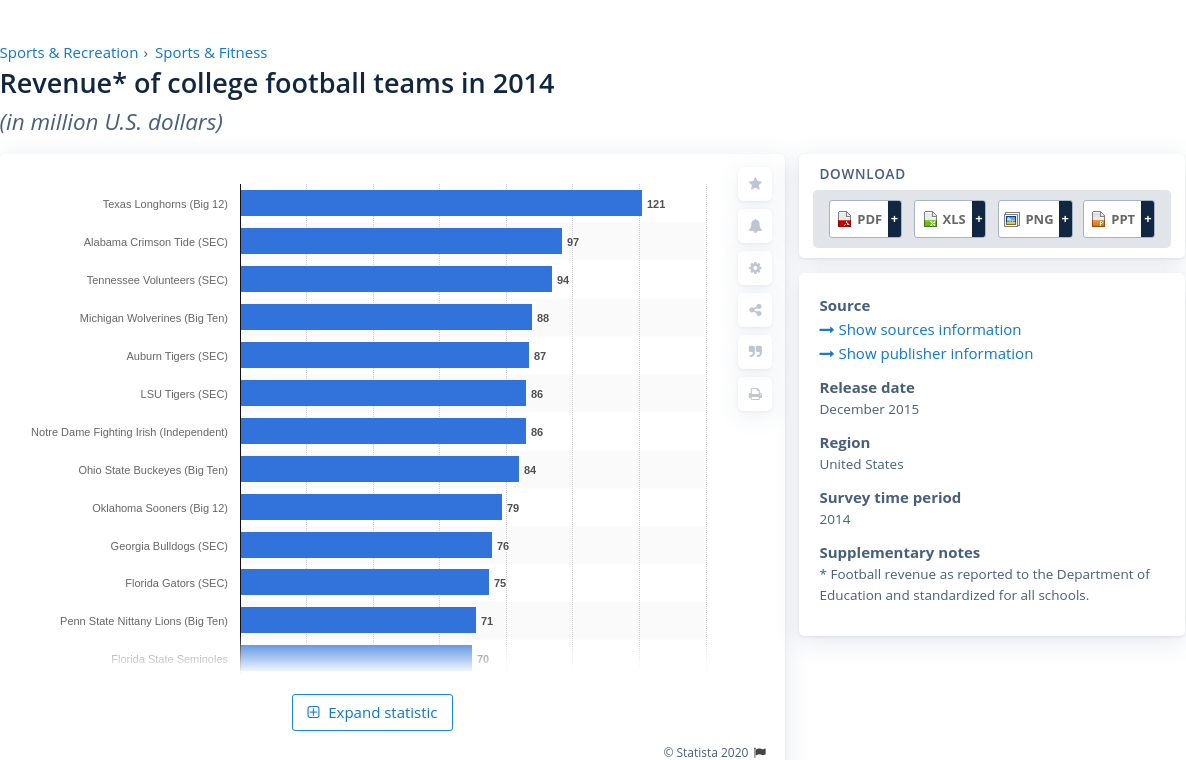 Sports & Recreation › Sports & Fitness
Revenue* of college football teams in 2014
(in million U.S. dollars)
Texas Longhorns (Big 12) 121
Alabama Crimson Tide (SEC) 97
Tennessee Volunteers (SEC) 94
Michigan Wolverines (Big Ten) 88
Auburn Tigers (SEC) 87
LSU Tigers (SEC) 86
Notre Dame Fighting Irish (Independent) 86
Ohio State Buckeyes (Big Ten) 84
Oklahoma Sooners (Big 12) 79
Georgia Bulldogs (SEC) 76
Florida Gators (SEC) 75
Penn State Nittany Lions (Big Ten) 71
Florida State Seminoles 70
Expand statistic
© Statista 2020
DOWNLOAD
PDF + XLS + PNG + PPT +
Source
Show sources information
Show publisher information
Release date
December 2015
Region
United States
Survey time period
2014
Supplementary notes
* Football revenue as reported to the Department of
Education and standardized for all schools.